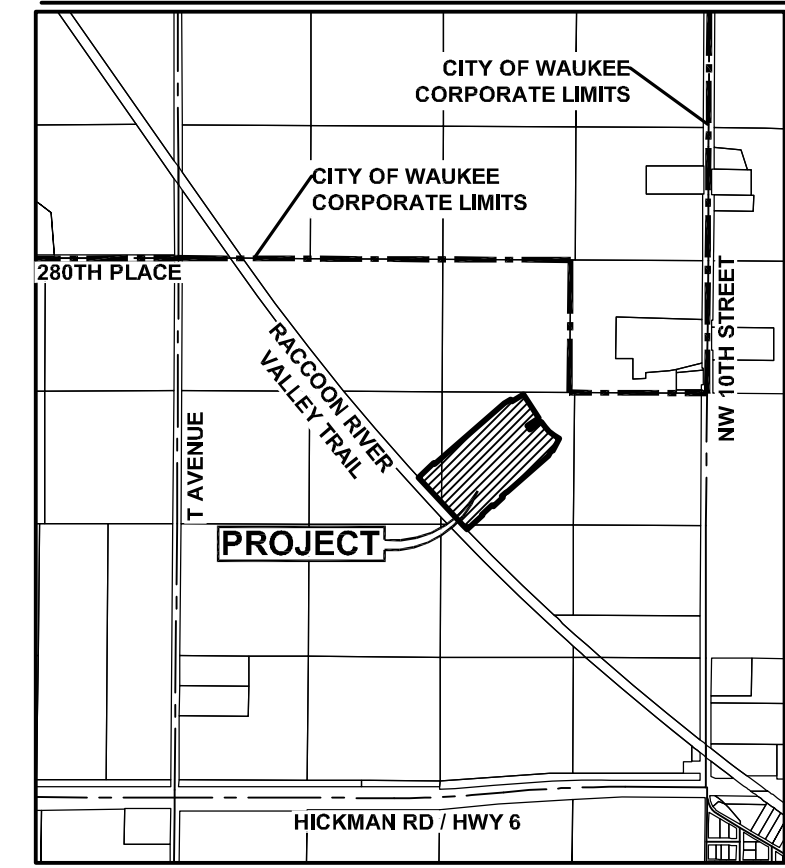 CITY OF WAUKEE
CORPORATE LIMITS
CITY OF WAUKEE
CORPORATE LIMITS
280TH PLACE
NW 10TH STREET
RACCOON RIVER
VALLEY TRAIL
T AVENUE
PROJECT
HICKMAN RD / HWY 6